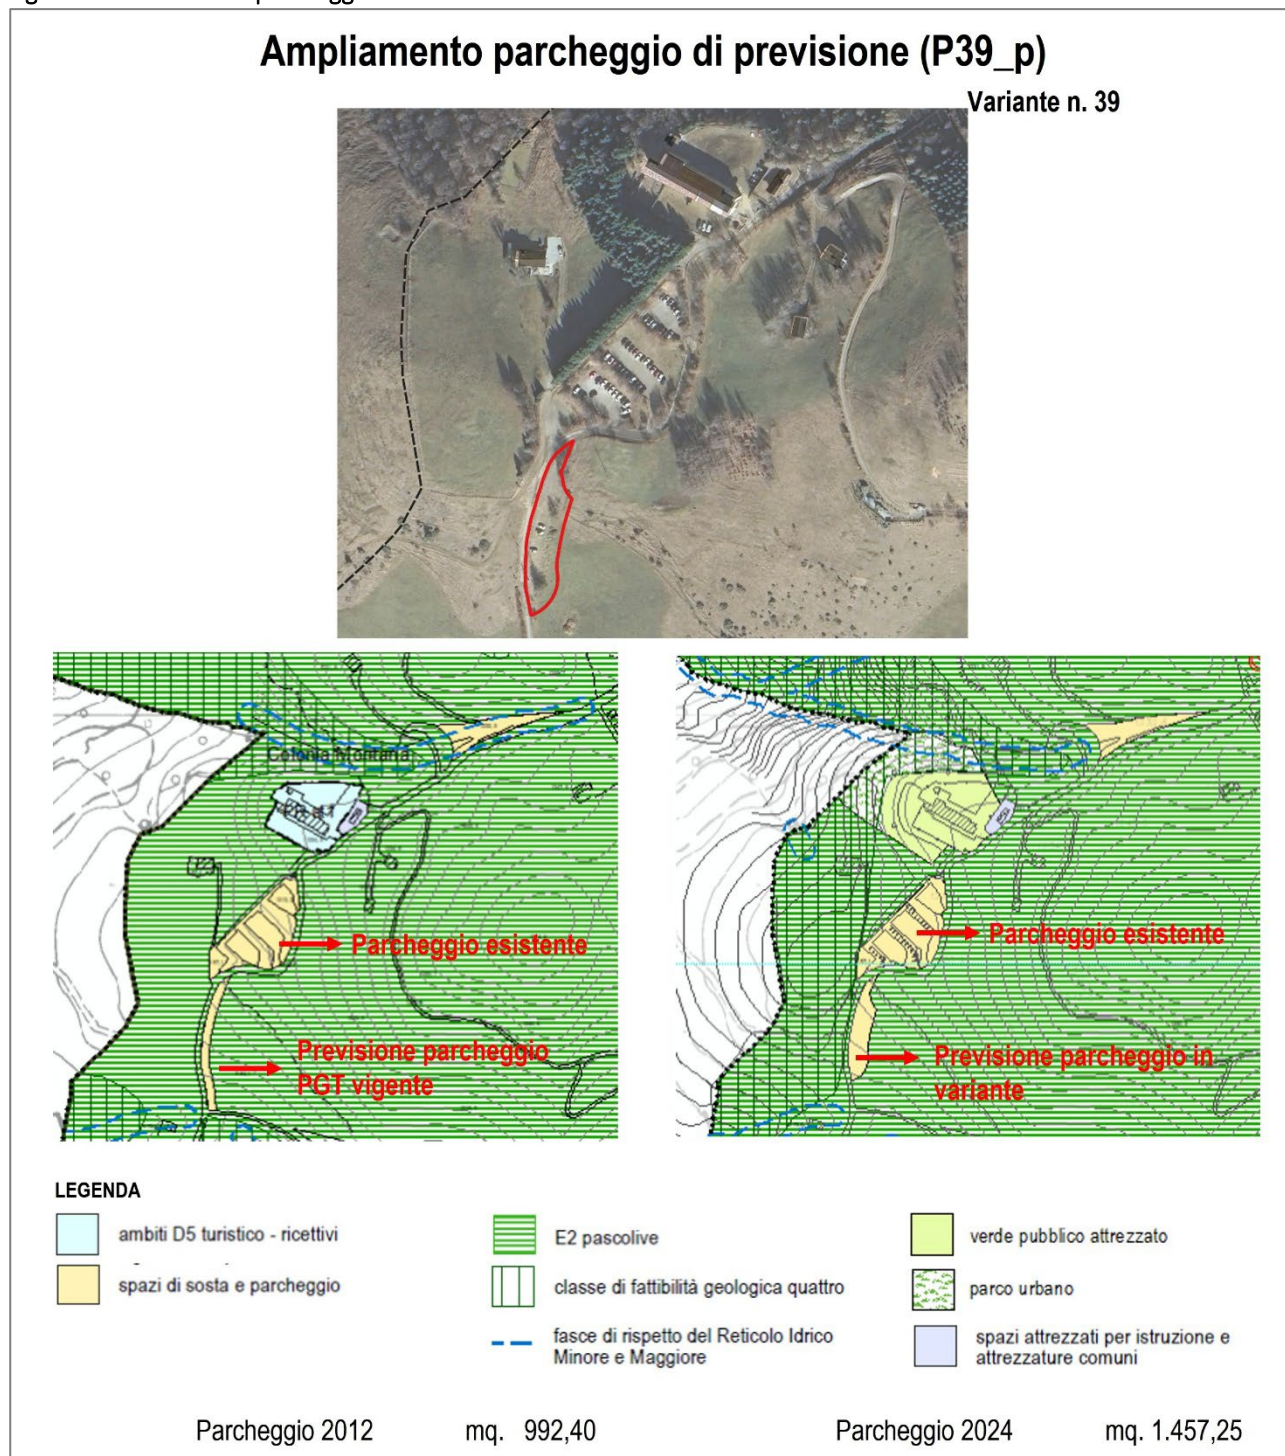 Ampliamento parcheggio di previsione (P39_p)
Variante n. 39
Colonia Montana
Parcheggio esistente
Previsione parcheggio
PGT vigente
Parcheggio esistente
Previsione parcheggio in
variante
LEGENDA
ambiti D5 turistico - ricettivi
spazi di sosta e parcheggio
E2 pascolive
classe di fattibilità geologica quattro
fasce di rispetto del Reticolo Idrico
Minore e Maggiore
verde pubblico attrezzato
parco urbano
spazi attrezzati per istruzione e
attrezzature comuni
Parcheggio 2012 mq. 992,40
Parcheggio 2024 mq. 1.457,25